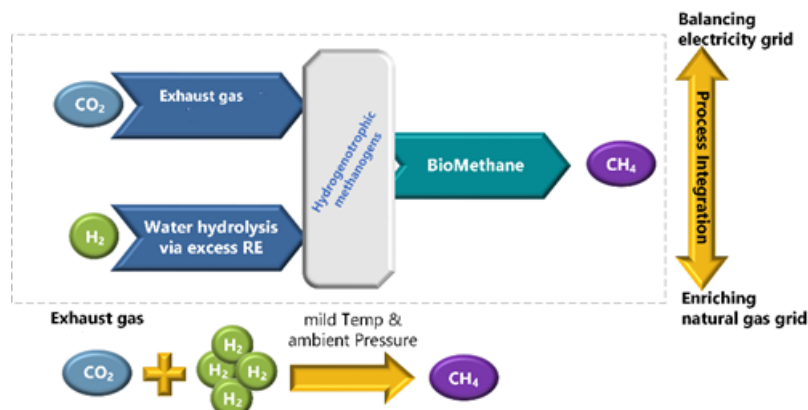 Balancing
electricity grid
Exhaust gas
CO₂
Hydrogenotrophic
methanogens
BioMethane
CH₄
Process Integration
H₂
Water hydrolysis
via excess RE
Enriching
natural gas grid
Exhaust gas
mild Temp &
ambient Pressure
CO₂
H₂
H₂
H₂
H₂
CH₄